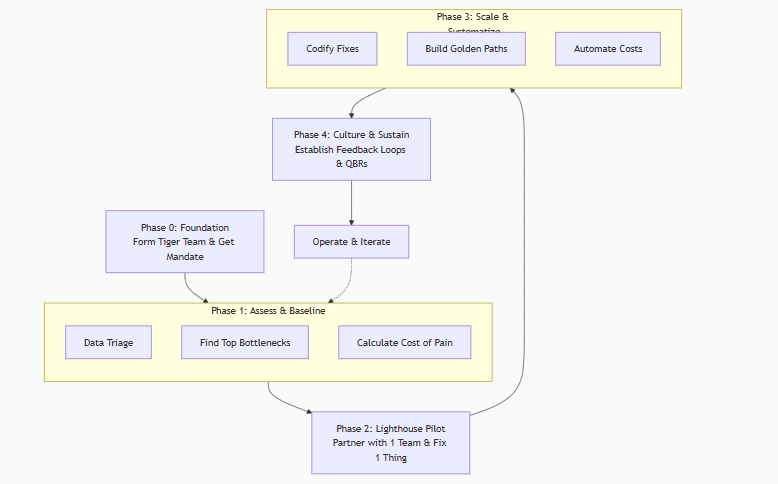 Phase 3: Scale &
Systematize
Codify Fixes
Build Golden Paths
Automate Costs
Phase 4: Culture & Sustain
Establish Feedback Loops
& QBRs
Phase 0: Foundation
Form Tiger Team & Get
Mandate
Operate & Iterate
Phase 1: Assess & Baseline
Data Triage
Find Top Bottlenecks
Calculate Cost of Pain
Phase 2: Lighthouse Pilot
Partner with 1 Team & Fix
1 Thing